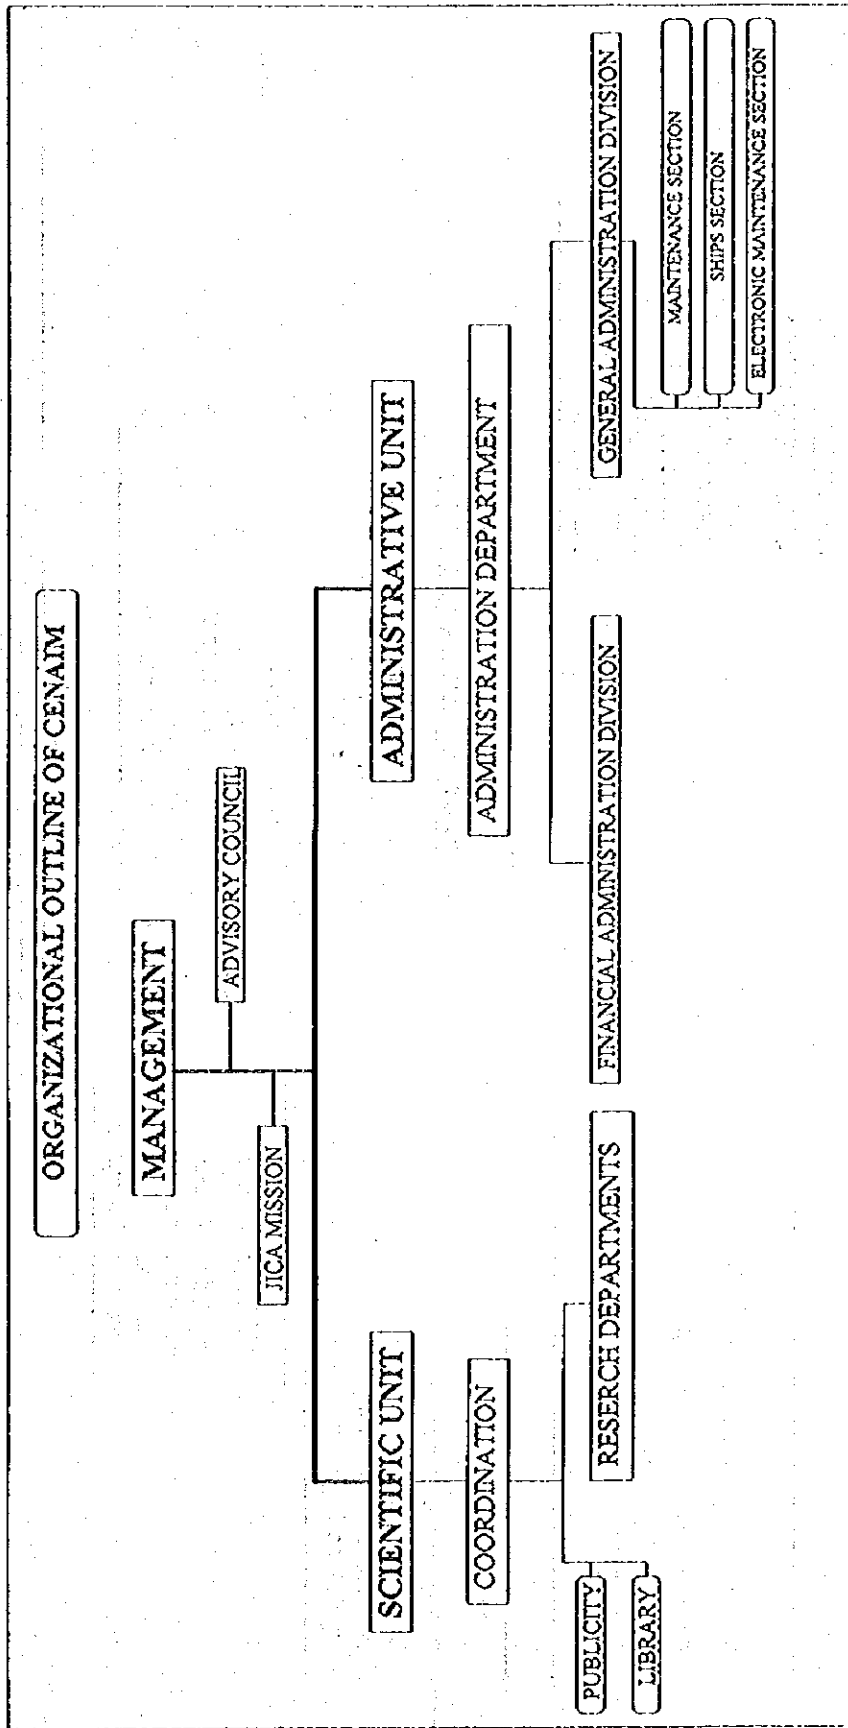 ORGANIZATIONAL OUTLINE OF CENAIM
MANAGEMENT
ADVISORY COUNCIL
JICA MISSION
SCIENTIFIC UNIT
ADMINISTRATIVE UNIT
COORDINATION
ADMINISTRATION DEPARTMENT
PUBLICITY
LIBRARY
RESERCH DEPARTMENTS
FINANCIAL ADMINISTRATION DIVISION
GENERAL ADMINISTRATION DIVISION
MAINTENANCE SECTION
SHIPS SECTION
ELECTRONIC MAINTENANCE SECTION